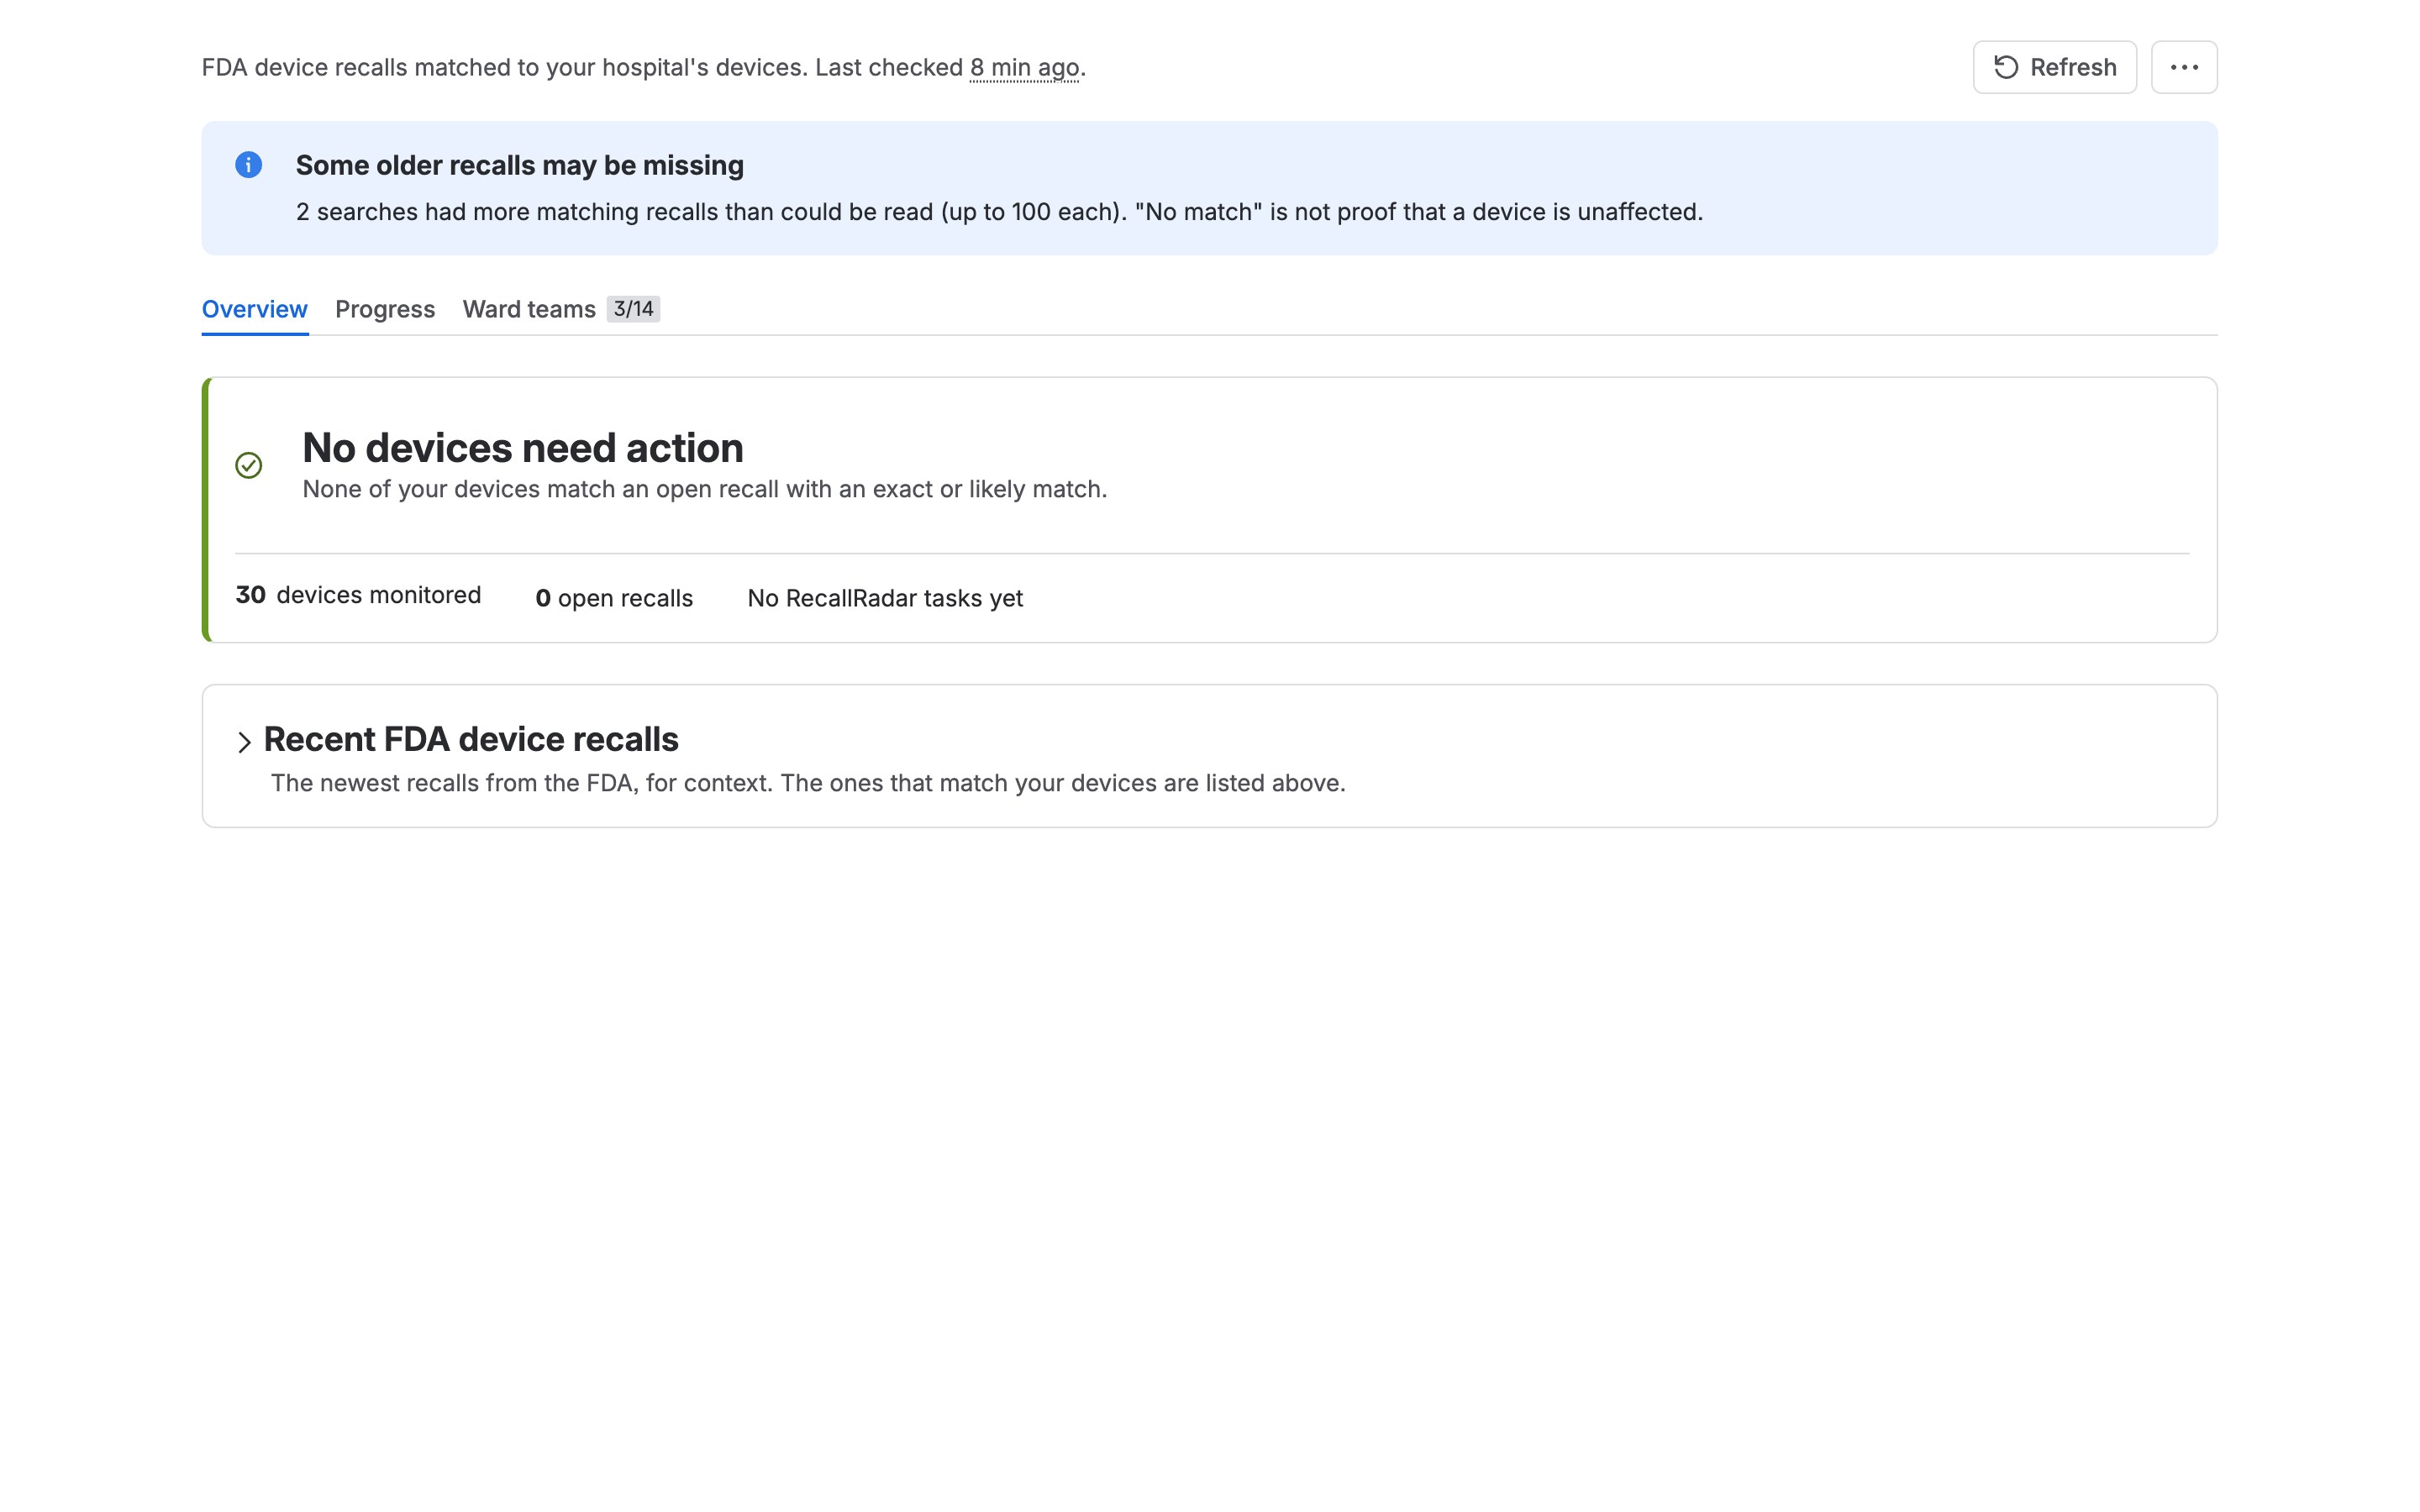 FDA device recalls matched to your hospital's devices. Last checked 8 min ago.
Refresh
Some older recalls may be missing
2 searches had more matching recalls than could be read (up to 100 each). "No match" is not proof that a device is unaffected.
Overview Progress Ward teams 3/14
No devices need action
None of your devices match an open recall with an exact or likely match.
30 devices monitored 0 open recalls No RecallRadar tasks yet
Recent FDA device recalls
The newest recalls from the FDA, for context. The ones that match your devices are listed above.